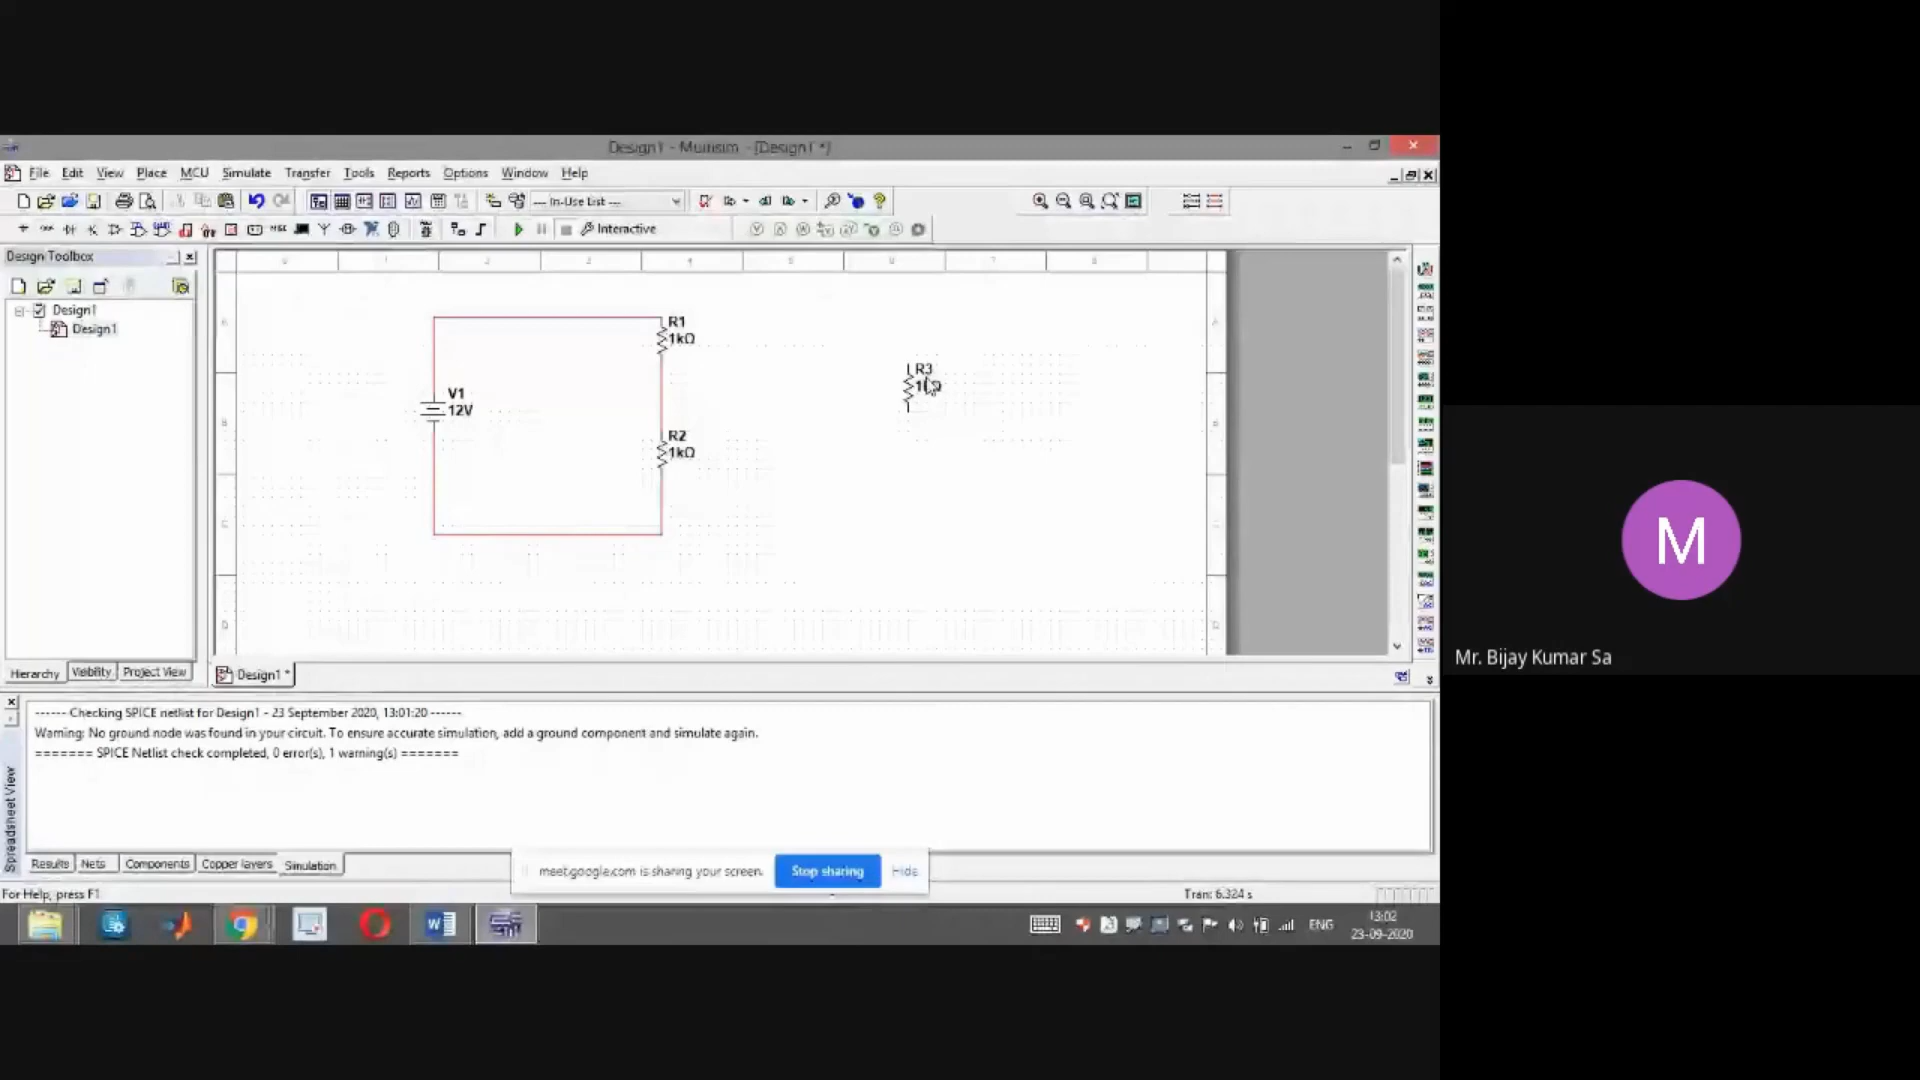 Design1 - Multisim - [Design1 *]
File Edit View Place MCU Simulate Transfer Tools Reports Options Window Help
--- In-Use List ---
Interactive
Design Toolbox
Design1
Design1
R1
1kΩ
R3
V1
12V
R2
1kΩ
Hierarchy Visibility Project View
Design1 *
------ Checking SPICE netlist for Design1 - 23 September 2020, 13:01:20 ------
Warning: No ground node was found in your circuit. To ensure accurate simulation, add a ground component and simulate again.
======= SPICE Netlist check completed, 0 error(s), 1 warning(s) =======
Spreadsheet View
Results Nets Components Copper layers Simulation
meet.google.com is sharing your screen. Stop sharing Hide
For Help, press F1
Tran: 6.324 s
ENG
13:02
23-09-2020
M
Mr. Bijay Kumar Sa